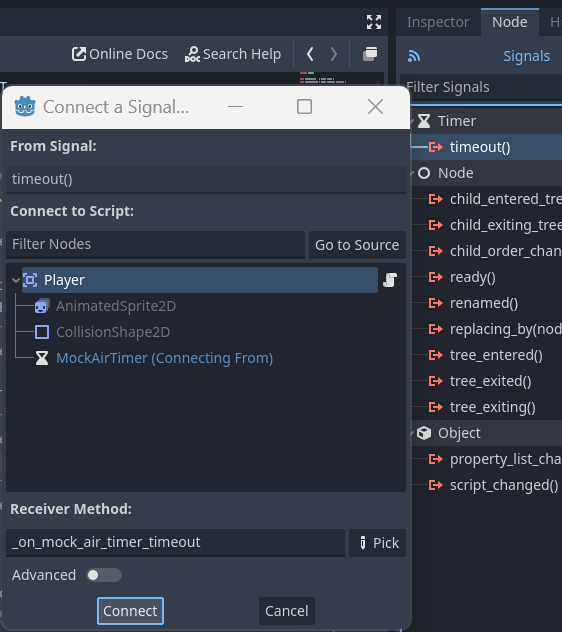 Inspector Node
Online Docs Search Help
Signals
Filter Signals
Connect a Signal...
From Signal:
timeout()
Connect to Script:
Filter Nodes
Go to Source
Player
AnimatedSprite2D
CollisionShape2D
MockAirTimer (Connecting From)
Receiver Method:
_on_mock_air_timer_timeout
Pick
Advanced
Connect
Cancel
Timer
timeout()
Node
child_entered_tre
child_exiting_tree
child_order_chan
ready()
renamed()
replacing_by(nod
tree_entered()
tree_exited()
tree_exiting()
Object
property_list_cha
script_changed()